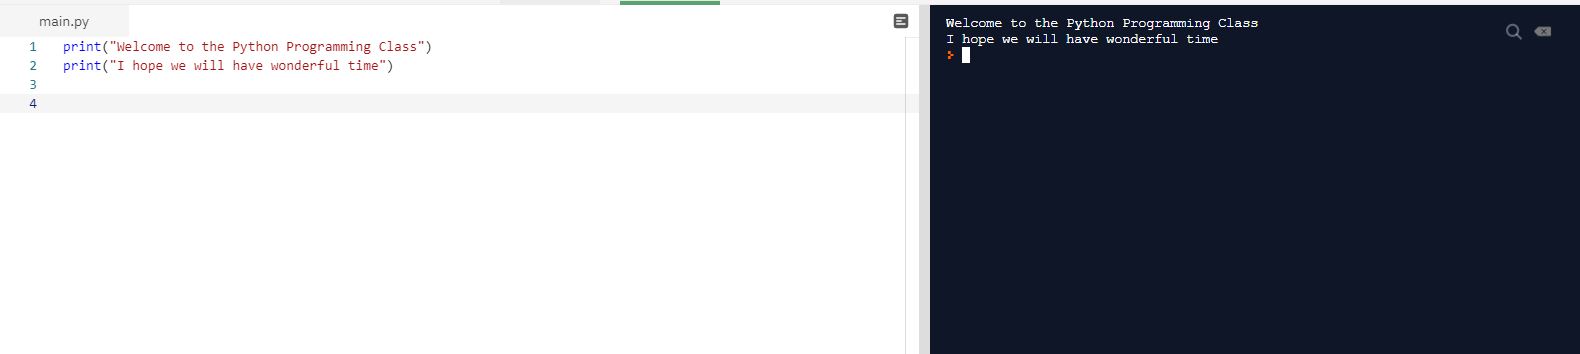 main.py
1 print("Welcome to the Python Programming Class")
2 print("I hope we will have wonderful time")
3
4
Welcome to the Python Programming Class
I hope we will have wonderful time